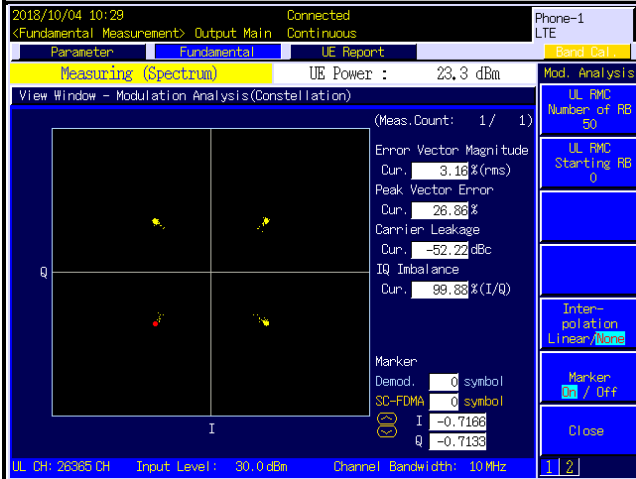 2018/10/04 10:29 Connected Phone-1
<Fundamental Measurement> Output Main Continuous LTE
Parameter Fundamental UE Report Band Cal.
Measuring (Spectrum) UE Power : 23.3 dBm Mod. Analysis
View Window - Modulation Analysis(Constellation)
UL RMC
Number of RB
50
(Meas.Count: 1/ 1)
Error Vector Magnitude
Cur. 3.16 %(rms)
UL RMC
Starting RB
0
Peak Vector Error
Cur. 26.86 %
Carrier Leakage
Cur. -52.22 dBc
IQ Imbalance
Cur. 99.88 %(I/Q)
Q
Inter-
polation
Linear/None
Marker
Demod. 0 symbol
SC-FDMA 0 symbol
I -0.7166
Q -0.7133
Marker
On / Off
I
Close
UL CH: 26365 CH Input Level: 30.0 dBm Channel Bandwidth: 10 MHz 1 2